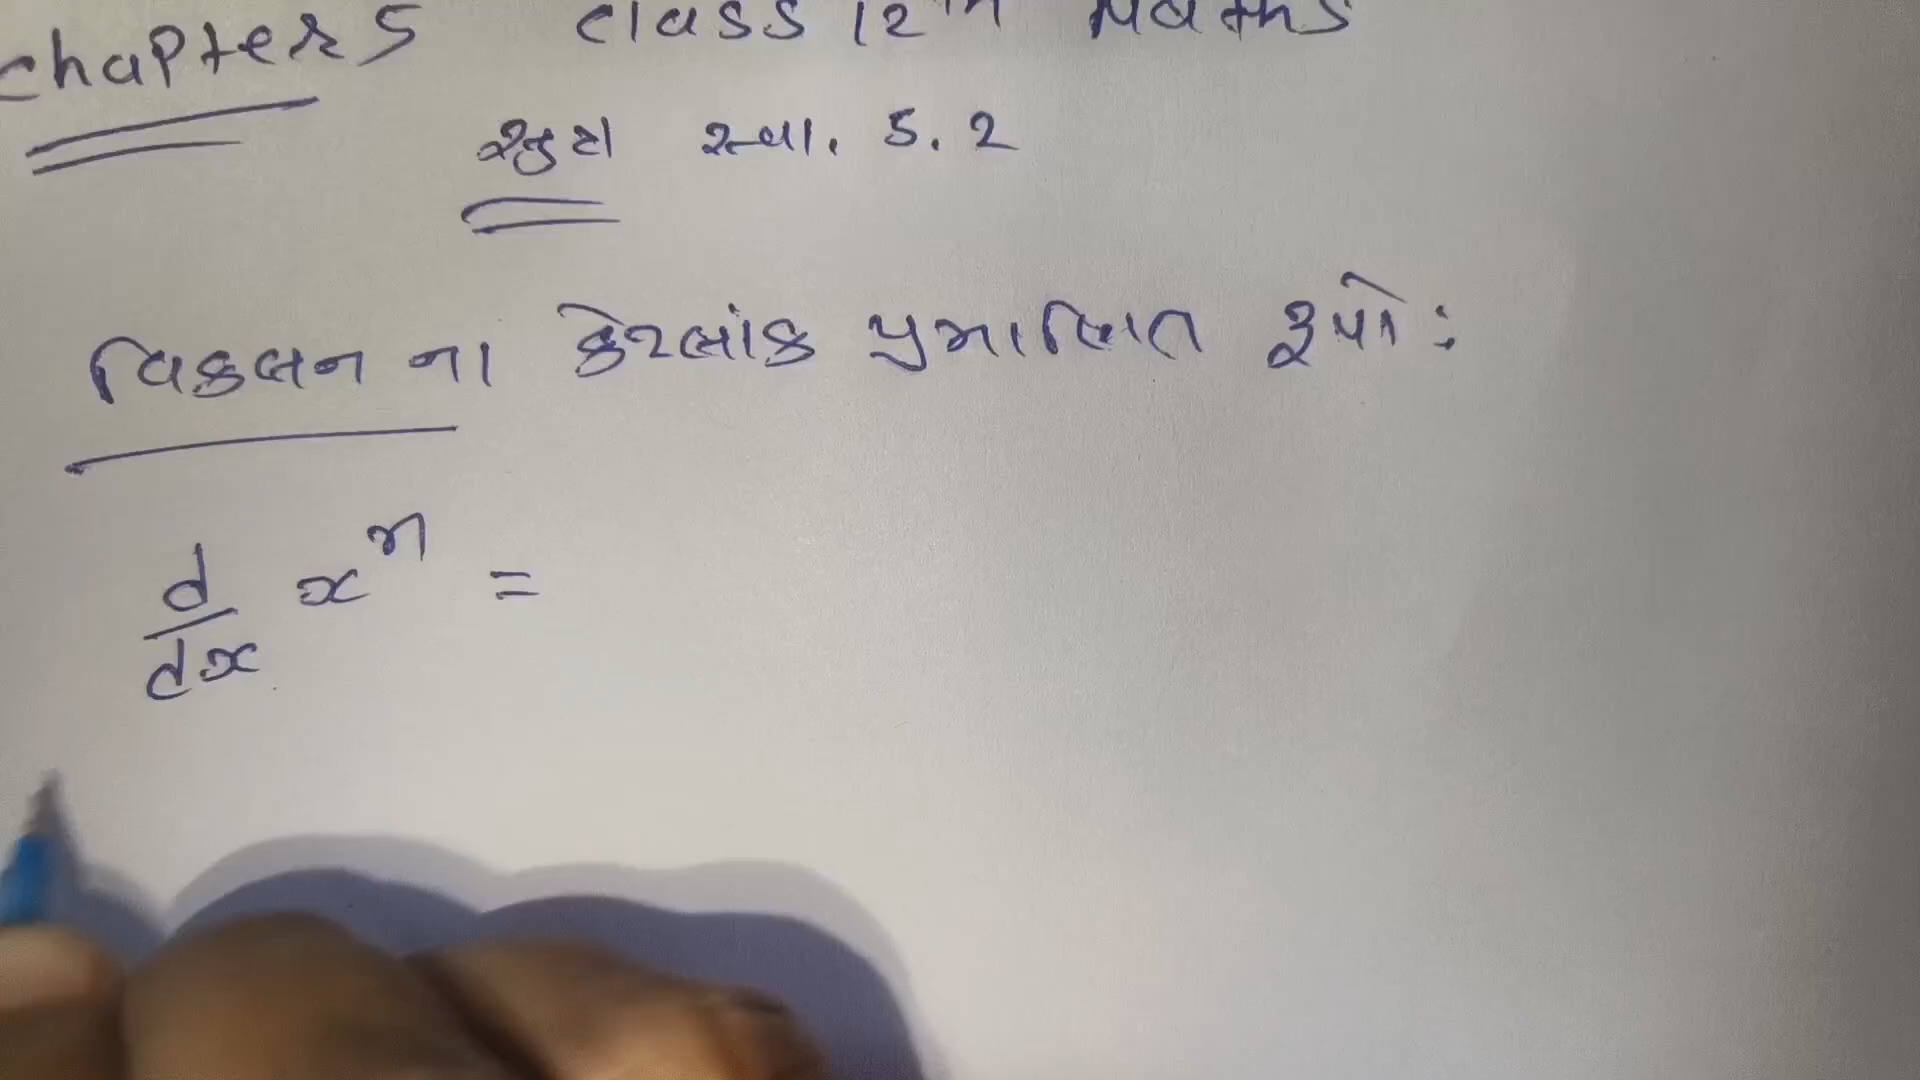 Chapter 5 class 12th Maths
સ્વા. 5.2
વિકલન ના કેટલાંક પ્રમાણિત રૂપો :
d/dx x^n =